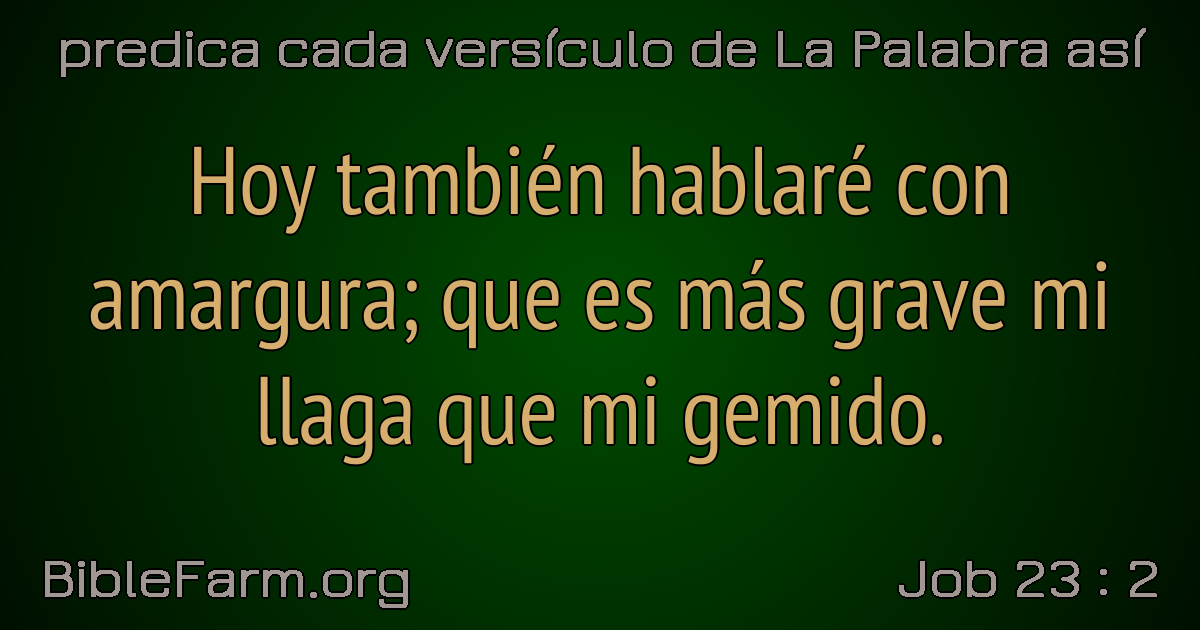 predica cada versículo de La Palabra así
Hoy también hablaré con
amargura; que es más grave mi
llaga que mi gemido.
BibleFarm.org
Job 23 : 2